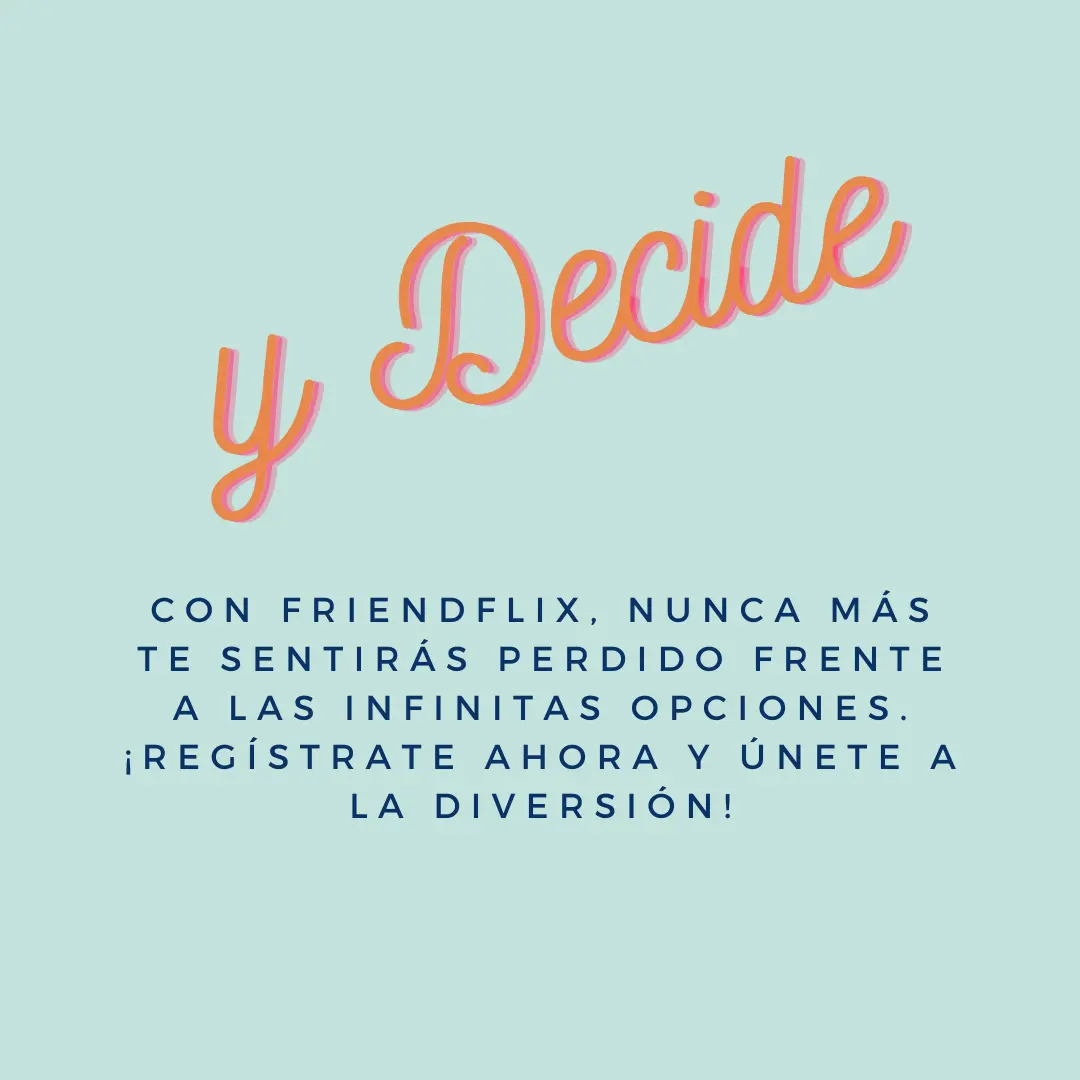 y Decide
CON FRIENDFLIX, NUNCA MÁS
TE SENTIRÁS PERDIDO FRENTE
A LAS INFINITAS OPCIONES.
¡REGÍSTRATE AHORA Y ÚNETE A
LA DIVERSIÓN!